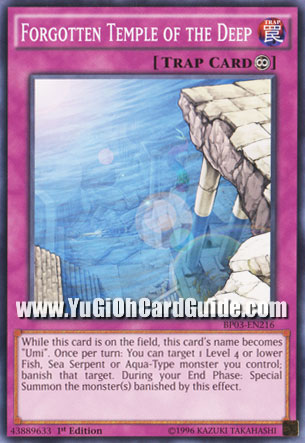 FORGOTTEN TEMPLE OF THE DEEP
TRAP
罠
[TRAP CARD]
www.YuGiOhCardGuide.com
BP03-EN216
While this card is on the field, this card's name becomes
"Umi". Once per turn: You can target 1 Level 4 or lower
Fish, Sea Serpent or Aqua-Type monster you control;
banish that target. During your End Phase: Special
Summon the monster(s) banished by this effect.
43889633 1st Edition ©1996 KAZUKI TAKAHASHI